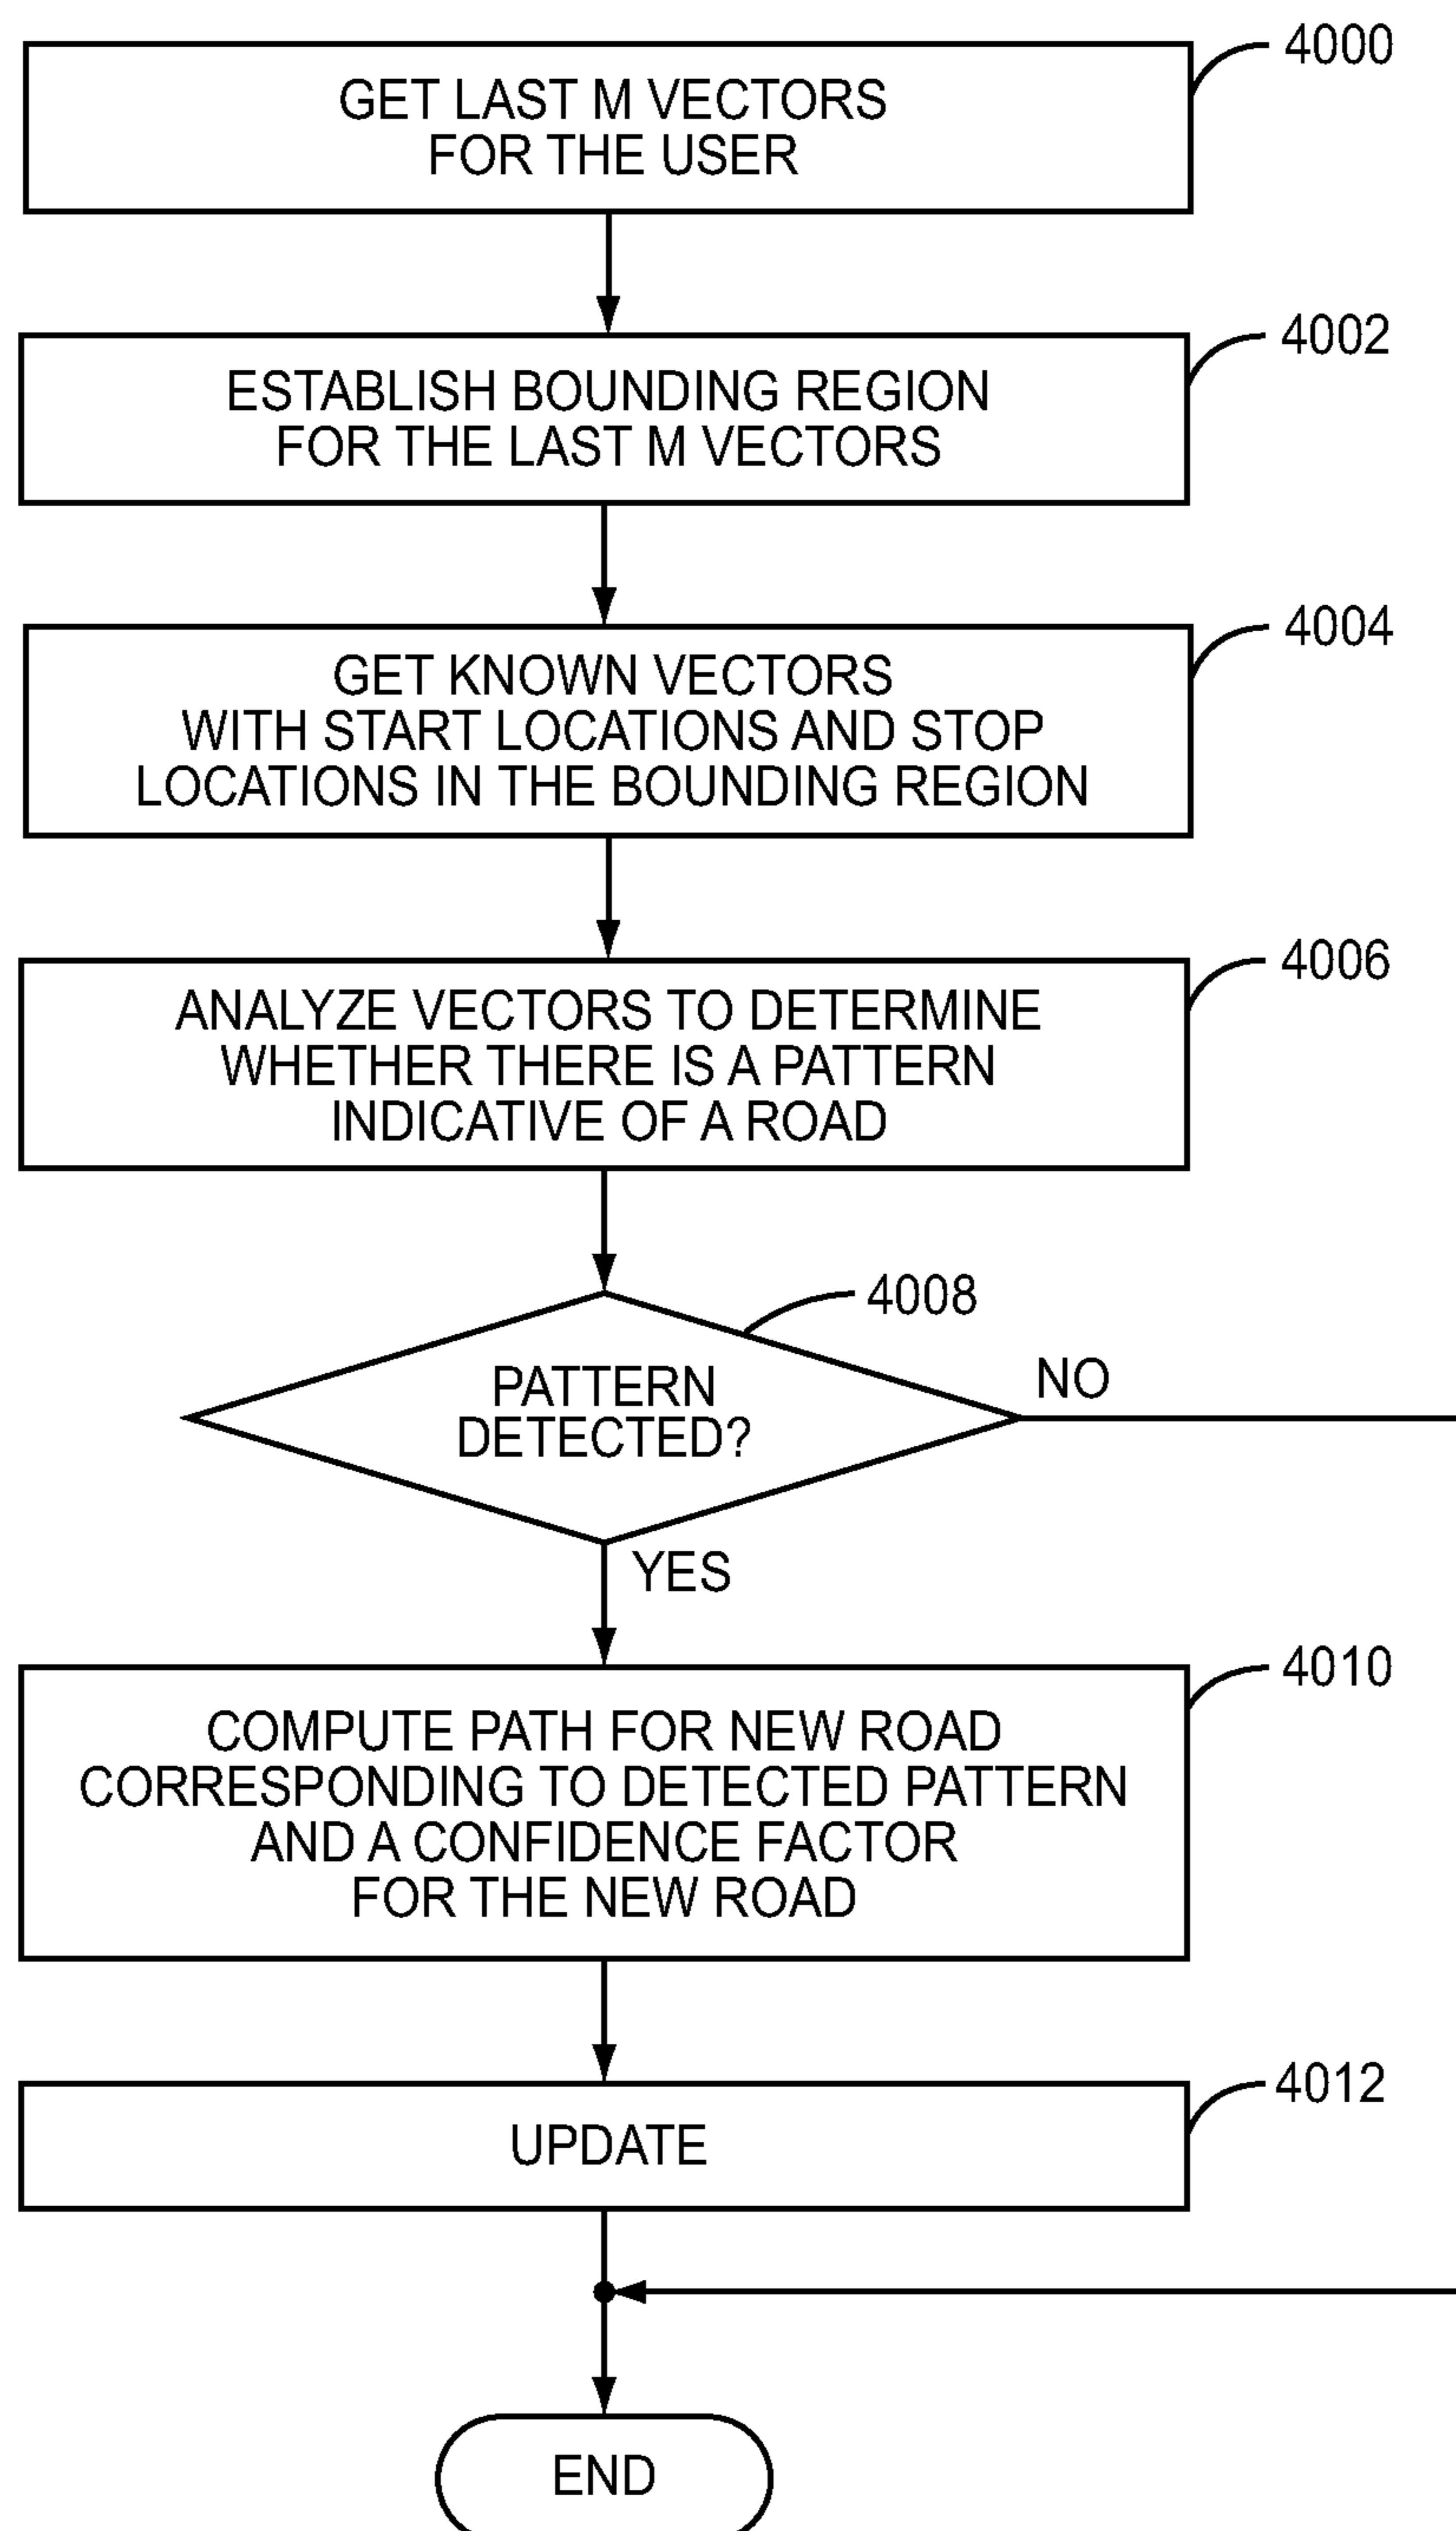 4000
GET LAST M VECTORS
FOR THE USER
4002
ESTABLISH BOUNDING REGION
FOR THE LAST M VECTORS
4004
GET KNOWN VECTORS
WITH START LOCATIONS AND STOP
LOCATIONS IN THE BOUNDING REGION
4006
ANALYZE VECTORS TO DETERMINE
WHETHER THERE IS A PATTERN
INDICATIVE OF A ROAD
4008
PATTERN
DETECTED?
NO
YES
4010
COMPUTE PATH FOR NEW ROAD
CORRESPONDING TO DETECTED PATTERN
AND A CONFIDENCE FACTOR
FOR THE NEW ROAD
4012
UPDATE
END